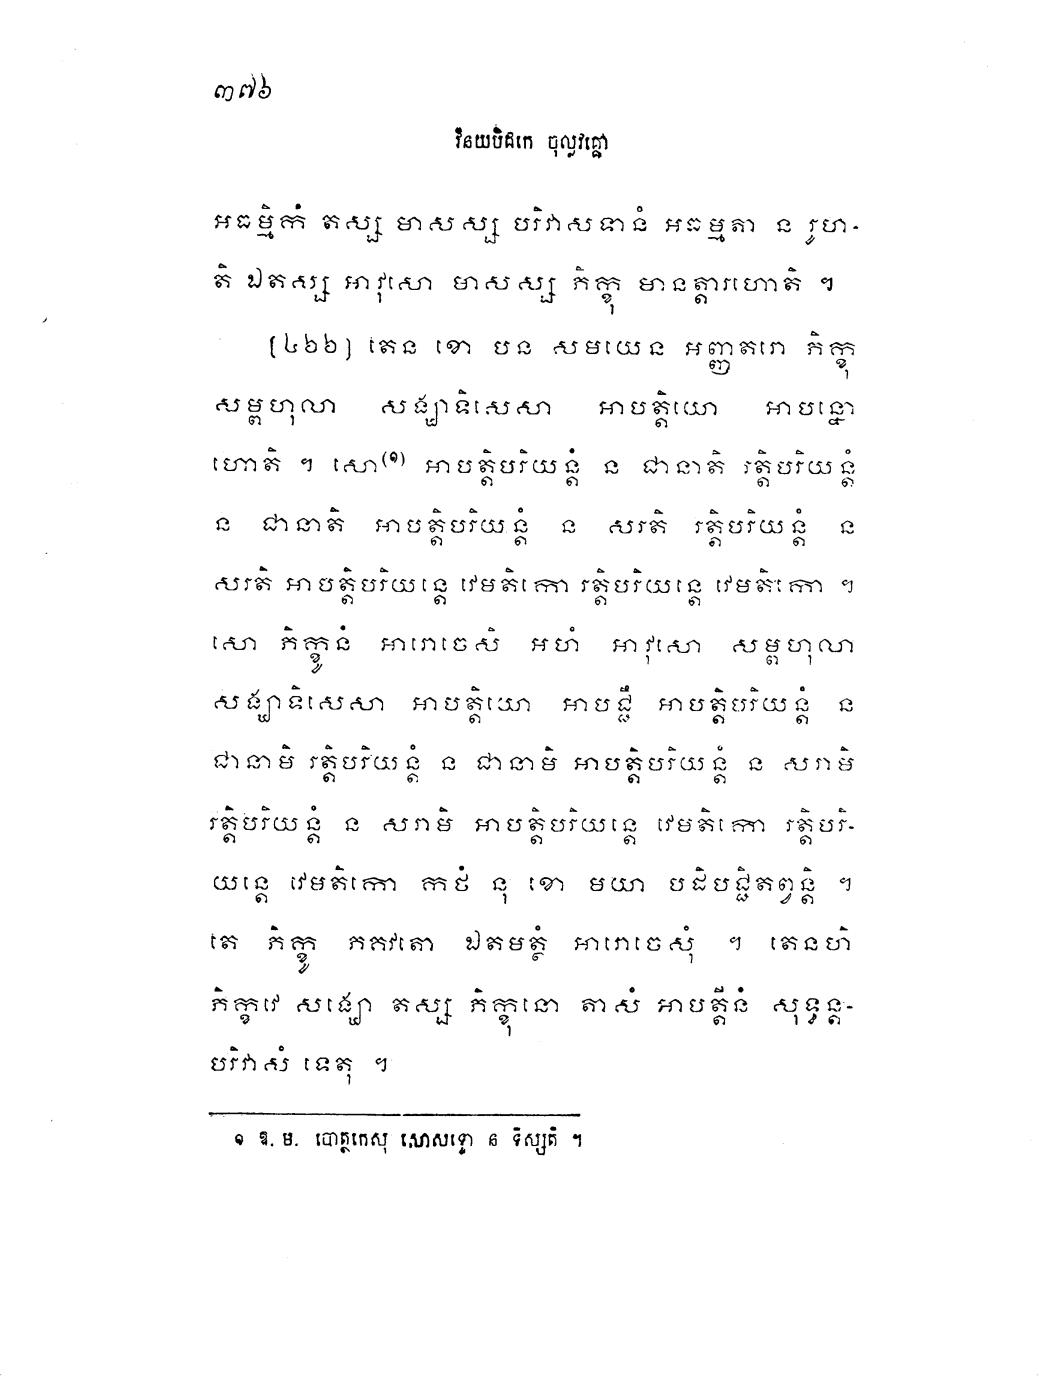 ៣៧៦
វិនយបិដកេ ចុល្លវគ្គោ
អធម្មិកំ តស្ស មាសស្ស បរិវាសទានំ អធម្មតា ន រូហ-
តិ ឯតស្ស អាវុសោ មាសស្ស ភិក្ខុ មានត្តារហោតិ ។
[៤៦៦] តេន ខោ បន សមយេន អញ្ញតរោ ភិក្ខុ
សម្ពហុលា សង្ឃាទិសេសា អាបត្តិយោ អាបន្នោ
ហោតិ ។ សោ(១) អាបត្តិបរិយន្តំ ន ជានាតិ រត្តិបរិយន្តំ
ន ជានាតិ អាបត្តិបរិយន្តំ ន សរតិ រត្តិបរិយន្តំ ន
សរតិ អាបត្តិបរិយន្តេ វេមតិកោ រត្តិបរិយន្តេ វេមតិកោ ។
សោ ភិក្ខូនំ អារោចេសិ អហំ អាវុសោ សម្ពហុលា
សង្ឃាទិសេសា អាបត្តិយោ អាបជ្ជឹ អាបត្តិបរិយន្តំ ន
ជានាមិ រត្តិបរិយន្តំ ន ជានាមិ អាបត្តិបរិយន្តំ ន សរាមិ
រត្តិបរិយន្តំ ន សរាមិ អាបត្តិបរិយន្តេ វេមតិកោ រត្តិបរិ-
យន្តេ វេមតិកោ កថំ នុ ខោ មយា បដិបជ្ជិតព្វន្តិ ។
តេ ភិក្ខូ ភគវតោ ឯតមត្ថំ អារោចេសុំ ។ តេនហិ
ភិក្ខវេ សង្ឃោ តស្ស ភិក្ខុនោ តាសំ អាបត្តីនំ សុទ្ធន្ត-
បរិវាសំ ទេតុ ។
១ ឱ. ម. បោត្ថកេសុ សោសទ្ទោ ន ទិស្សតិ ។